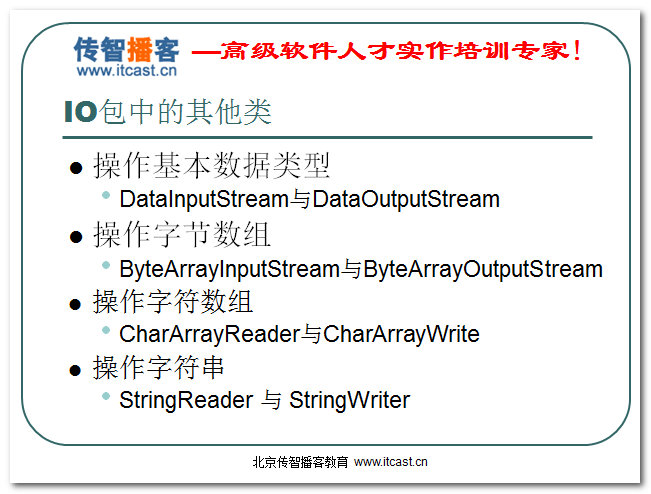 传智播客
www.itcast.cn
—高级软件人才实作培训专家!
IO包中的其他类
操作基本数据类型
DataInputStream与DataOutputStream
操作字节数组
ByteArrayInputStream与ByteArrayOutputStream
操作字符数组
CharArrayReader与CharArrayWrite
操作字符串
StringReader 与 StringWriter
北京传智播客教育 www.itcast.cn